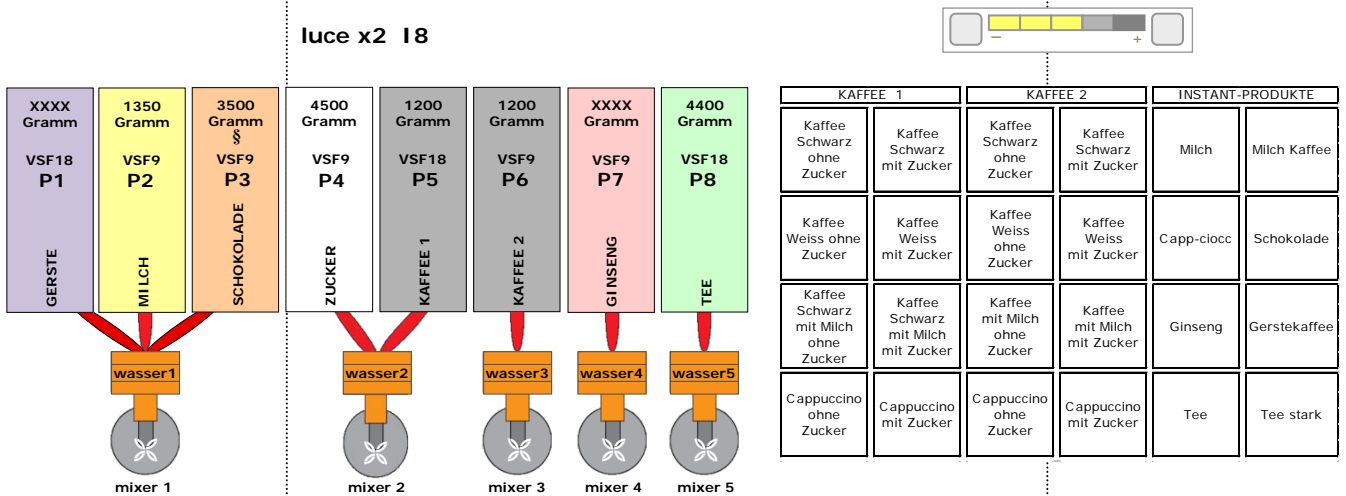 luce x2 I8
− +
XXXX
Gramm
VSF18
P1
GERSTE
1350
Gramm
VSF9
P2
MILCH
3500
Gramm
§
VSF9
P3
SCHOKOLADE
4500
Gramm
VSF9
P4
ZUCKER
1200
Gramm
VSF18
P5
KAFFEE 1
1200
Gramm
VSF9
P6
KAFFEE 2
XXXX
Gramm
VSF9
P7
GINSENG
4400
Gramm
VSF18
P8
TEE
wasser1
wasser2
wasser3
wasser4
wasser5
mixer 1
mixer 2
mixer 3
mixer 4
mixer 5
KAFFEE 1
KAFFEE 2
INSTANT-PRODUKTE
Kaffee
Schwarz
ohne
Zucker
Kaffee
Schwarz
mit Zucker
Kaffee
Schwarz
ohne
Zucker
Kaffee
Schwarz
mit Zucker
Milch
Milch Kaffee
Kaffee
Weiss ohne
Zucker
Kaffee
Weiss
mit Zucker
Kaffee
Weiss
ohne
Zucker
Kaffee
Weiss
mit Zucker
Capp-ciocc
Schokolade
Kaffee
Schwarz
mit Milch
ohne
Zucker
Kaffee
Schwarz
mit Milch
mit Zucker
Kaffee
mit Milch
ohne
Zucker
Kaffee
mit Milch
mit Zucker
Ginseng
Gerstekaffee
Cappuccino
ohne
Zucker
Cappuccino
mit Zucker
Cappuccino
ohne
Zucker
Cappuccino
mit Zucker
Tee
Tee stark